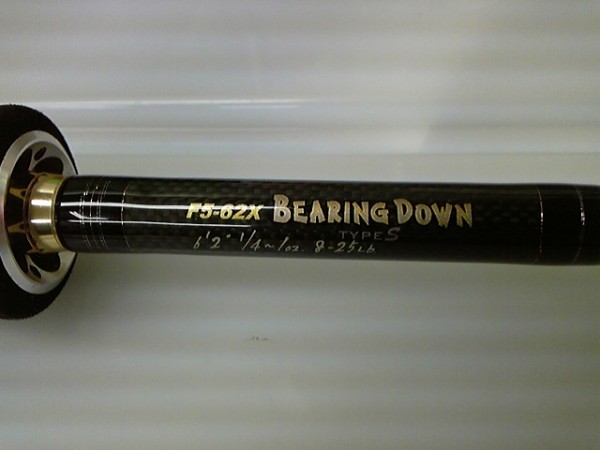 F5-62X BEARING DOWN
TYPE S
6'2" 1/4~1oz. 8-25Lb